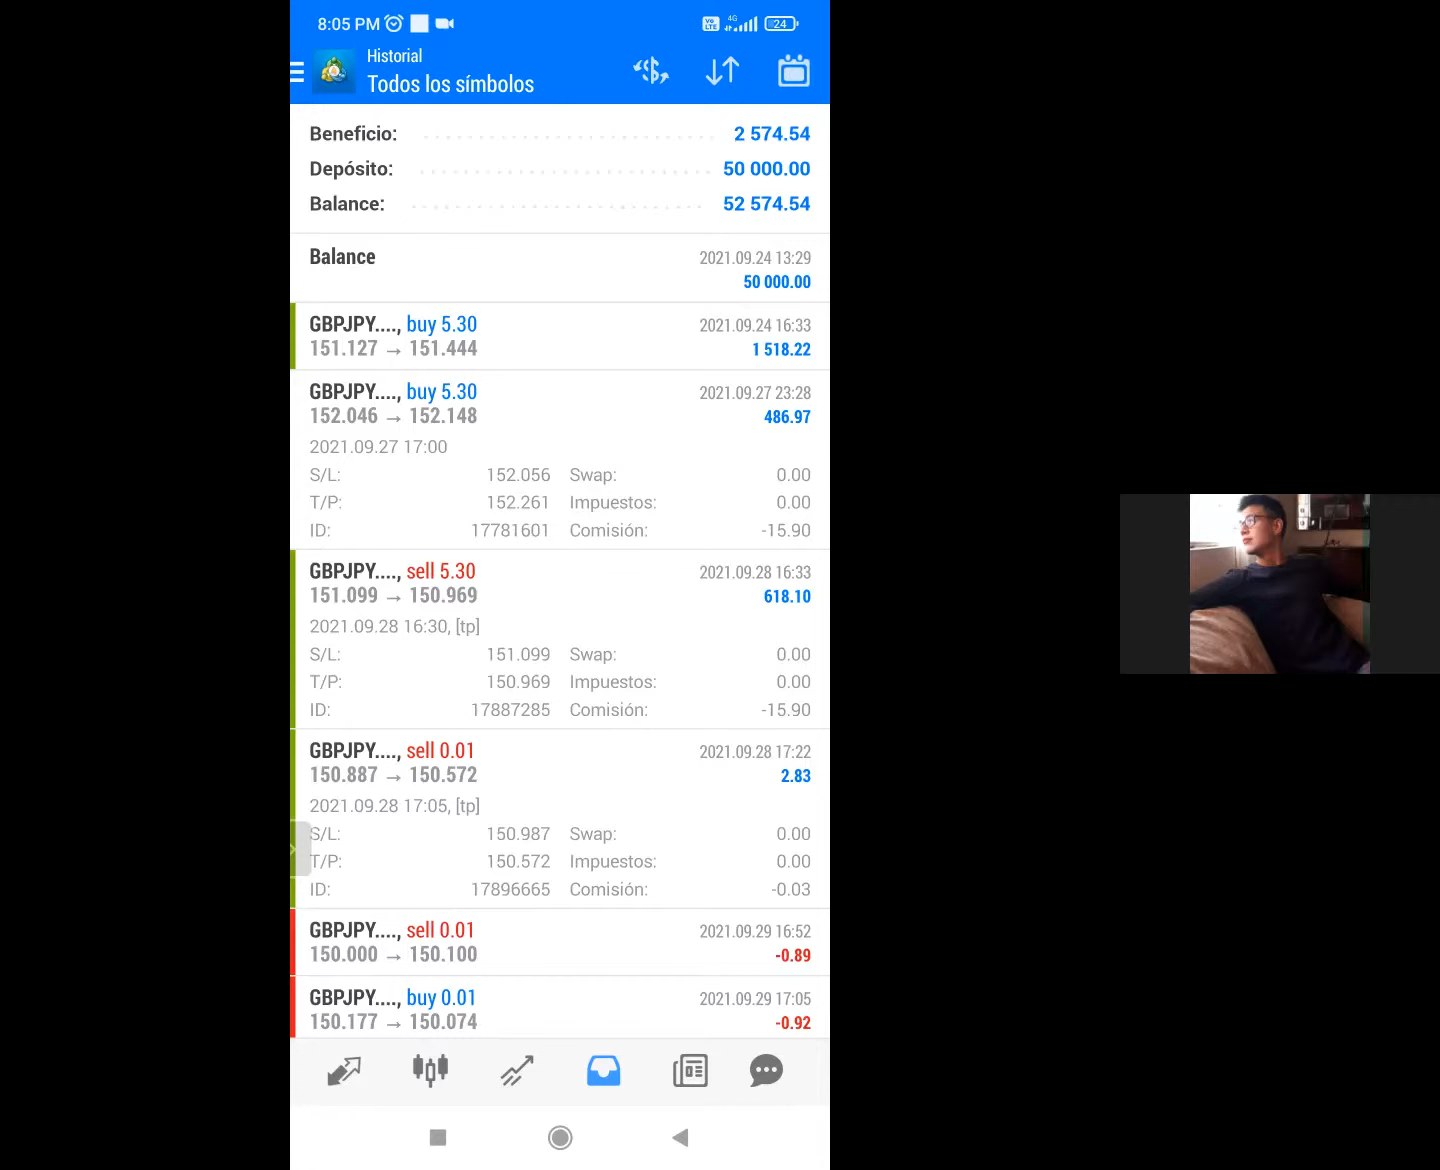 8:05 PM
Vo LTE 4G 24
Historial
Todos los símbolos
Beneficio: 2 574.54
Depósito: 50 000.00
Balance: 52 574.54
Balance 2021.09.24 13:29
50 000.00
GBPJPY...., buy 5.30 2021.09.24 16:33
151.127 → 151.444 1 518.22
GBPJPY...., buy 5.30 2021.09.27 23:28
152.046 → 152.148 486.97
2021.09.27 17:00
S/L: 152.056 Swap: 0.00
T/P: 152.261 Impuestos: 0.00
ID: 17781601 Comisión: -15.90
GBPJPY...., sell 5.30 2021.09.28 16:33
151.099 → 150.969 618.10
2021.09.28 16:30, [tp]
S/L: 151.099 Swap: 0.00
T/P: 150.969 Impuestos: 0.00
ID: 17887285 Comisión: -15.90
GBPJPY...., sell 0.01 2021.09.28 17:22
150.887 → 150.572 2.83
2021.09.28 17:05, [tp]
S/L: 150.987 Swap: 0.00
T/P: 150.572 Impuestos: 0.00
ID: 17896665 Comisión: -0.03
GBPJPY...., sell 0.01 2021.09.29 16:52
150.000 → 150.100 -0.89
GBPJPY...., buy 0.01 2021.09.29 17:05
150.177 → 150.074 -0.92